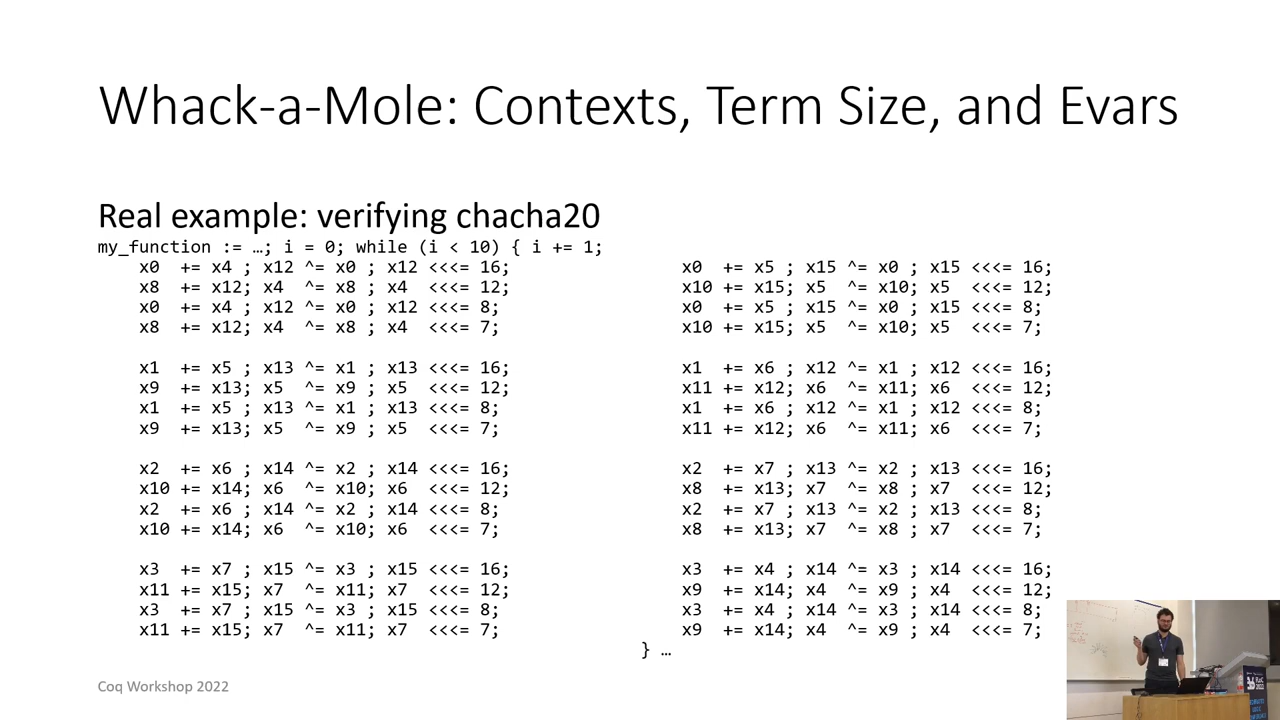 Whack-a-Mole: Contexts, Term Size, and Evars
Real example: verifying chacha20
my_function := …; i = 0; while (i < 10) { i += 1;
x0 += x4 ; x12 ^= x0 ; x12 <<<= 16;
x8 += x12; x4 ^= x8 ; x4 <<<= 12;
x0 += x4 ; x12 ^= x0 ; x12 <<<= 8;
x8 += x12; x4 ^= x8 ; x4 <<<= 7;
x1 += x5 ; x13 ^= x1 ; x13 <<<= 16;
x9 += x13; x5 ^= x9 ; x5 <<<= 12;
x1 += x5 ; x13 ^= x1 ; x13 <<<= 8;
x9 += x13; x5 ^= x9 ; x5 <<<= 7;
x2 += x6 ; x14 ^= x2 ; x14 <<<= 16;
x10 += x14; x6 ^= x10; x6 <<<= 12;
x2 += x6 ; x14 ^= x2 ; x14 <<<= 8;
x10 += x14; x6 ^= x10; x6 <<<= 7;
x3 += x7 ; x15 ^= x3 ; x15 <<<= 16;
x11 += x15; x7 ^= x11; x7 <<<= 12;
x3 += x7 ; x15 ^= x3 ; x15 <<<= 8;
x11 += x15; x7 ^= x11; x7 <<<= 7;
x0 += x5 ; x15 ^= x0 ; x15 <<<= 16;
x10 += x15; x5 ^= x10; x5 <<<= 12;
x0 += x5 ; x15 ^= x0 ; x15 <<<= 8;
x10 += x15; x5 ^= x10; x5 <<<= 7;
x1 += x6 ; x12 ^= x1 ; x12 <<<= 16;
x11 += x12; x6 ^= x11; x6 <<<= 12;
x1 += x6 ; x12 ^= x1 ; x12 <<<= 8;
x11 += x12; x6 ^= x11; x6 <<<= 7;
x2 += x7 ; x13 ^= x2 ; x13 <<<= 16;
x8 += x13; x7 ^= x8 ; x7 <<<= 12;
x2 += x7 ; x13 ^= x2 ; x13 <<<= 8;
x8 += x13; x7 ^= x8 ; x7 <<<= 7;
x3 += x4 ; x14 ^= x3 ; x14 <<<= 16;
x9 += x14; x4 ^= x9 ; x4 <<<= 12;
x3 += x4 ; x14 ^= x3 ; x14 <<<= 8;
x9 += x14; x4 ^= x9 ; x4 <<<= 7;
} …
Coq Workshop 2022